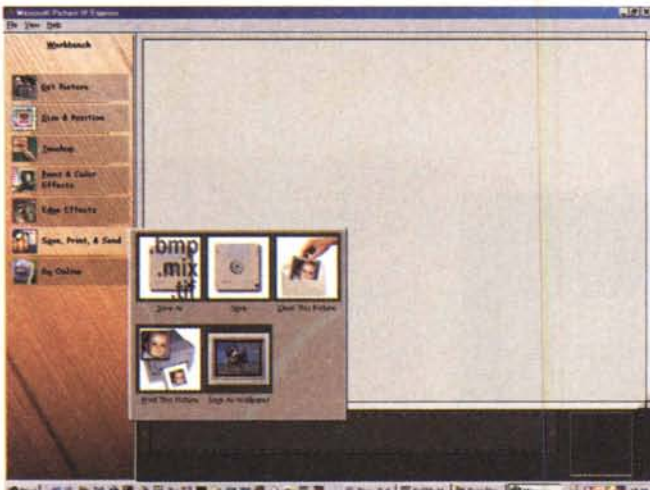 Microsoft Picture It! Express
File View Help
Workbench
Get Picture
Size & Position
Touchup
Paint & Color
Effects
Edge Effects
Save, Print, & Send
Go Online
.bmp
.mix
.tif
Save As
Save
Send This Picture
Print This Picture
Save As Wallpaper